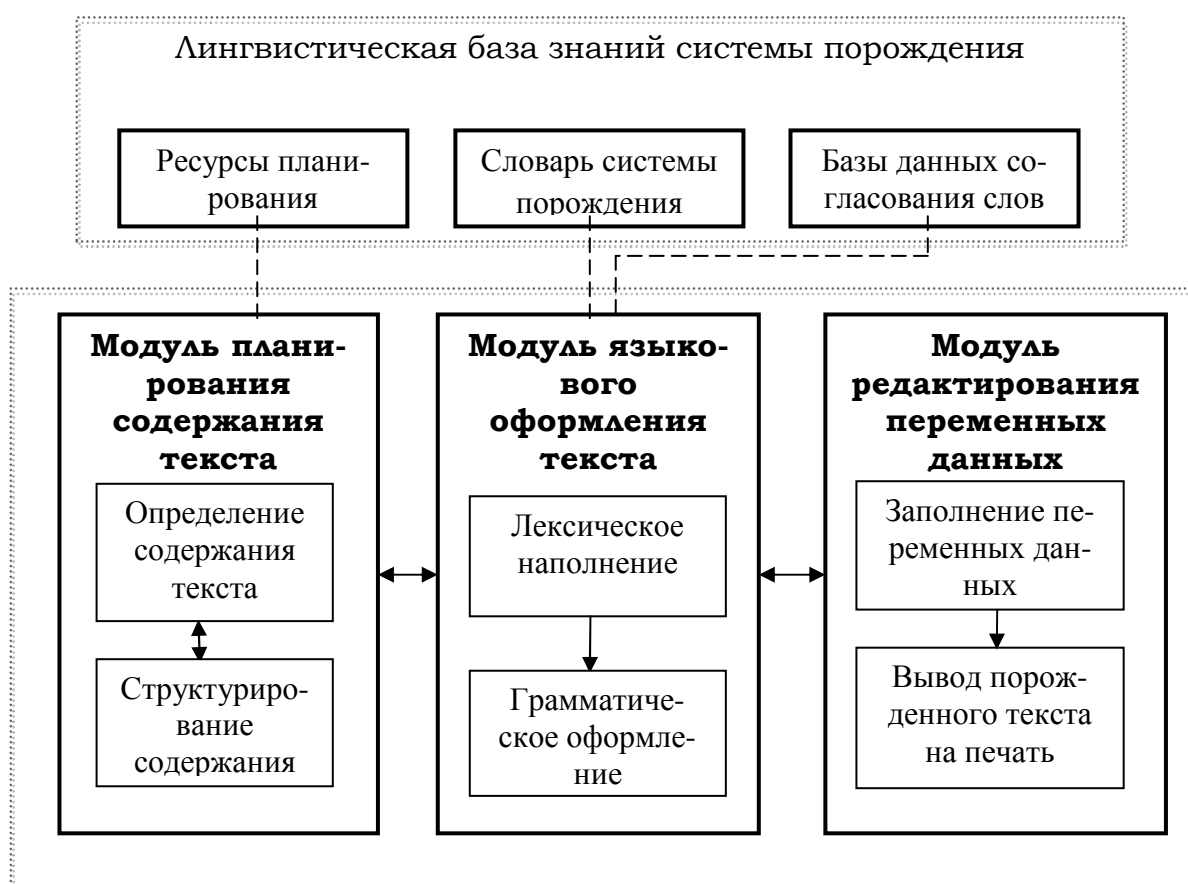 Лингвистическая база знаний системы порождения
Ресурсы плани-
рования
Словарь системы
порождения
Базы данных со-
гласования слов
Модуль плани-
рования
содержания
текста
Определение
содержания
текста
Структуриро-
вание
содержания
Модуль языко-
вого
оформления
текста
Лексическое
наполнение
Грамматиче-
ское оформле-
ние
Модуль
редактирования
переменных
данных
Заполнение пе-
ременных дан-
ных
Вывод порож-
денного текста
на печать